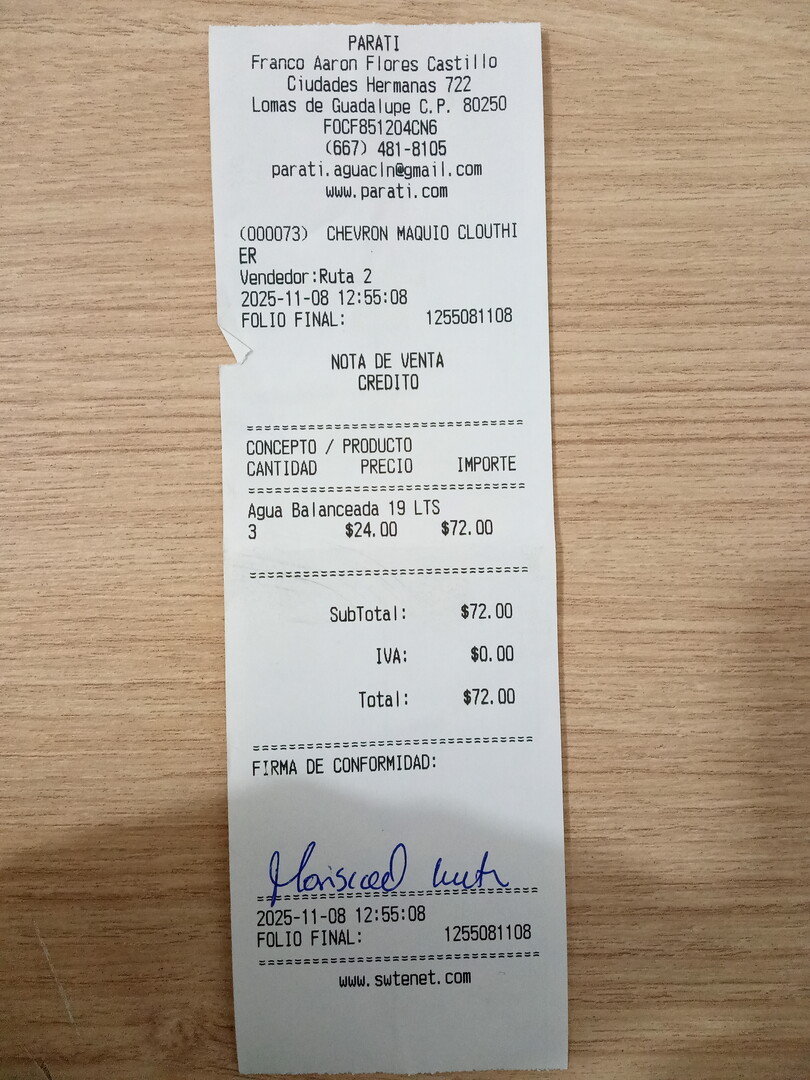 PARATI
Franco Aaron Flores Castillo
Ciudades Hermanas 722
Lomas de Guadalupe C.P. 80250
FOCF851204CN6
(667) 481-8105
parati.aguacln@gmail.com
www.parati.com
(000073) CHEVRON MAQUIO CLOUTHI
ER
Vendedor:Ruta 2
2025-11-08 12:55:08
FOLIO FINAL: 1255081108
NOTA DE VENTA
CREDITO
CONCEPTO / PRODUCTO
CANTIDAD PRECIO IMPORTE
Agua Balanceada 19 LTS
3 $24.00 $72.00
SubTotal: $72.00
IVA: $0.00
Total: $72.00
FIRMA DE CONFORMIDAD:
2025-11-08 12:55:08
FOLIO FINAL: 1255081108
www.swtenet.com